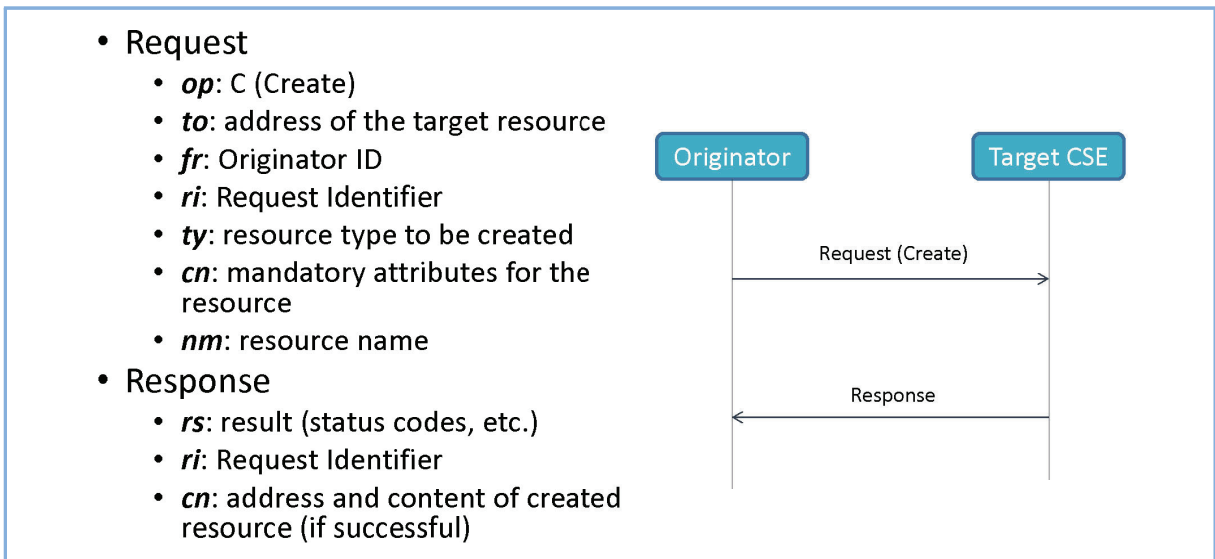 • Request
• op: C (Create)
• to: address of the target resource
• fr: Originator ID
• ri: Request Identifier
• ty: resource type to be created
• cn: mandatory attributes for the
resource
• nm: resource name
• Response
• rs: result (status codes, etc.)
• ri: Request Identifier
• cn: address and content of created
resource (if successful)
Originator
Target CSE
Request (Create)
Response